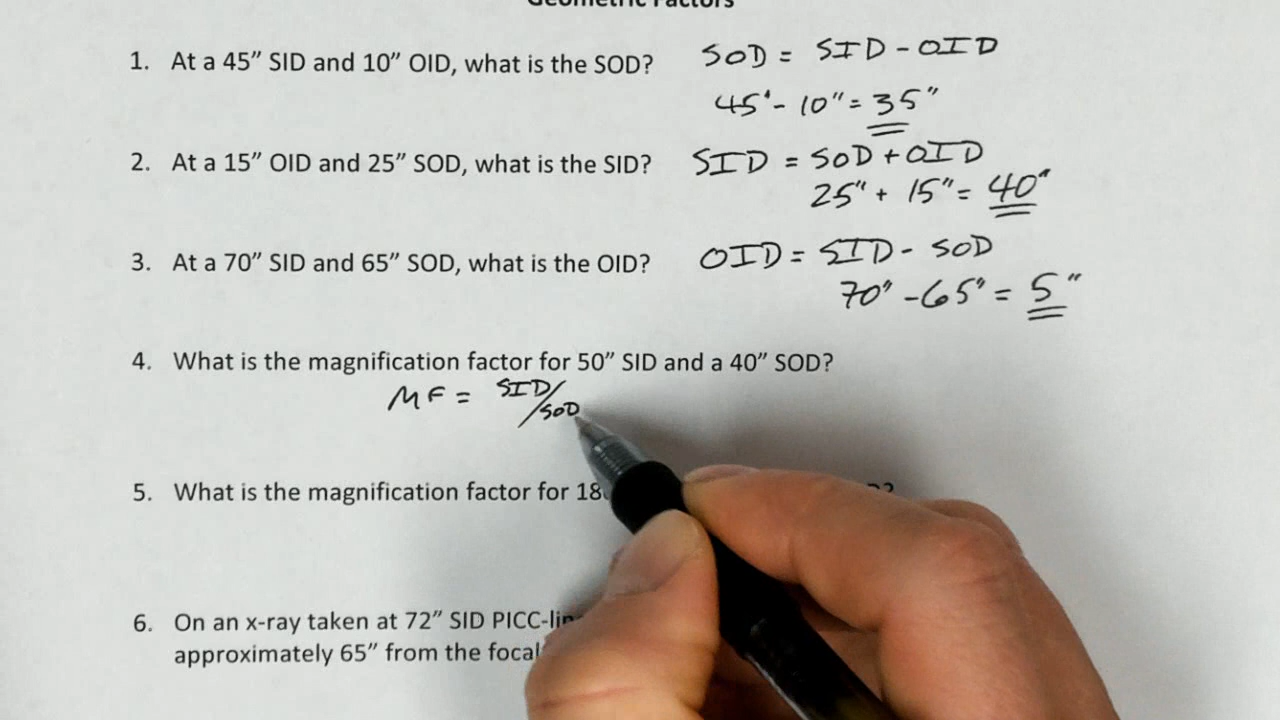 Geometric Factors
1. At a 45” SID and 10” OID, what is the SOD? SOD = SID - OID
45' - 10" = 35"
2. At a 15” OID and 25” SOD, what is the SID? SID = SOD + OID
25" + 15" = 40"
3. At a 70” SID and 65” SOD, what is the OID? OID = SID - SOD
70" - 65" = 5"
4. What is the magnification factor for 50” SID and a 40” SOD?
MF = SID/SOD
5. What is the magnification factor for 18
6. On an x-ray taken at 72” SID PICC-lin
approximately 65” from the focal